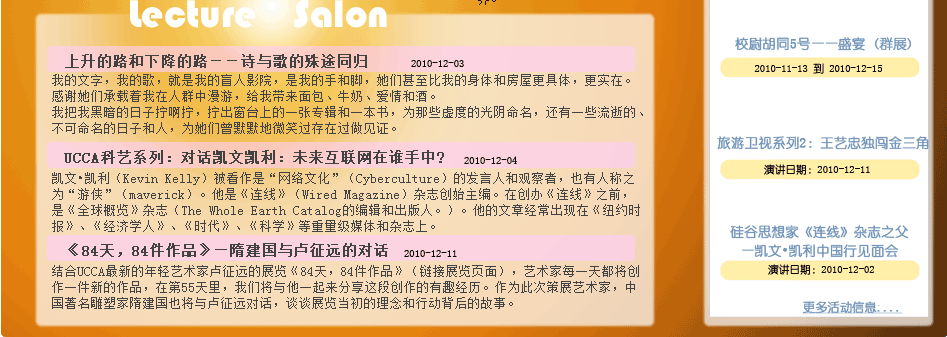 Lecture Salon
上升的路和下降的路——诗与歌的殊途同归 2010-12-03
我的文字，我的歌，就是我的盲人影院，是我的手和脚，她们甚至比我的身体和房屋更具体，更实在。
感谢她们承载着我在人群中漫游，给我带来面包、牛奶、爱情和酒。
我把我黑暗的日子拧啊拧，拧出窗台上的一张专辑和一本书，为那些虚度的光阴命名，还有一些流逝的、
不可命名的日子和人，为她们曾默默地微笑过存在过做见证。
UCCA科艺系列：对话凯文凯利：未来互联网在谁手中？ 2010-12-04
凯文·凯利（Kevin Kelly）被看作是“网络文化”（Cyberculture）的发言人和观察者，也有人称之
为“游侠”（maverick）。他是《连线》（Wired Magazine）杂志创始主编。在创办《连线》之前，
是《全球概览》杂志（The Whole Earth Catalog的编辑和出版人。）。他的文章经常出现在《纽约时
报》、《经济学人》、《时代》、《科学》等重量级媒体和杂志上。
《84天，84件作品》—隋建国与卢征远的对话 2010-12-11
结合UCCA最新的年轻艺术家卢征远的展览《84天，84件作品》（链接展览页面），艺术家每一天都将创
作一件新的作品，在第55天里，我们将与他一起来分享这段创作的有趣经历。作为此次策展艺术家，中
国著名雕塑家隋建国也将与卢征远对话，谈谈展览当初的理念和行动背后的故事。
校尉胡同5号——盛宴（群展）
2010-11-13 到 2010-12-15
旅游卫视系列2：王艺忠独闯金三角
演讲日期：2010-12-11
硅谷思想家《连线》杂志之父
—凯文·凯利中国行见面会
演讲日期：2010-12-02
更多活动信息....